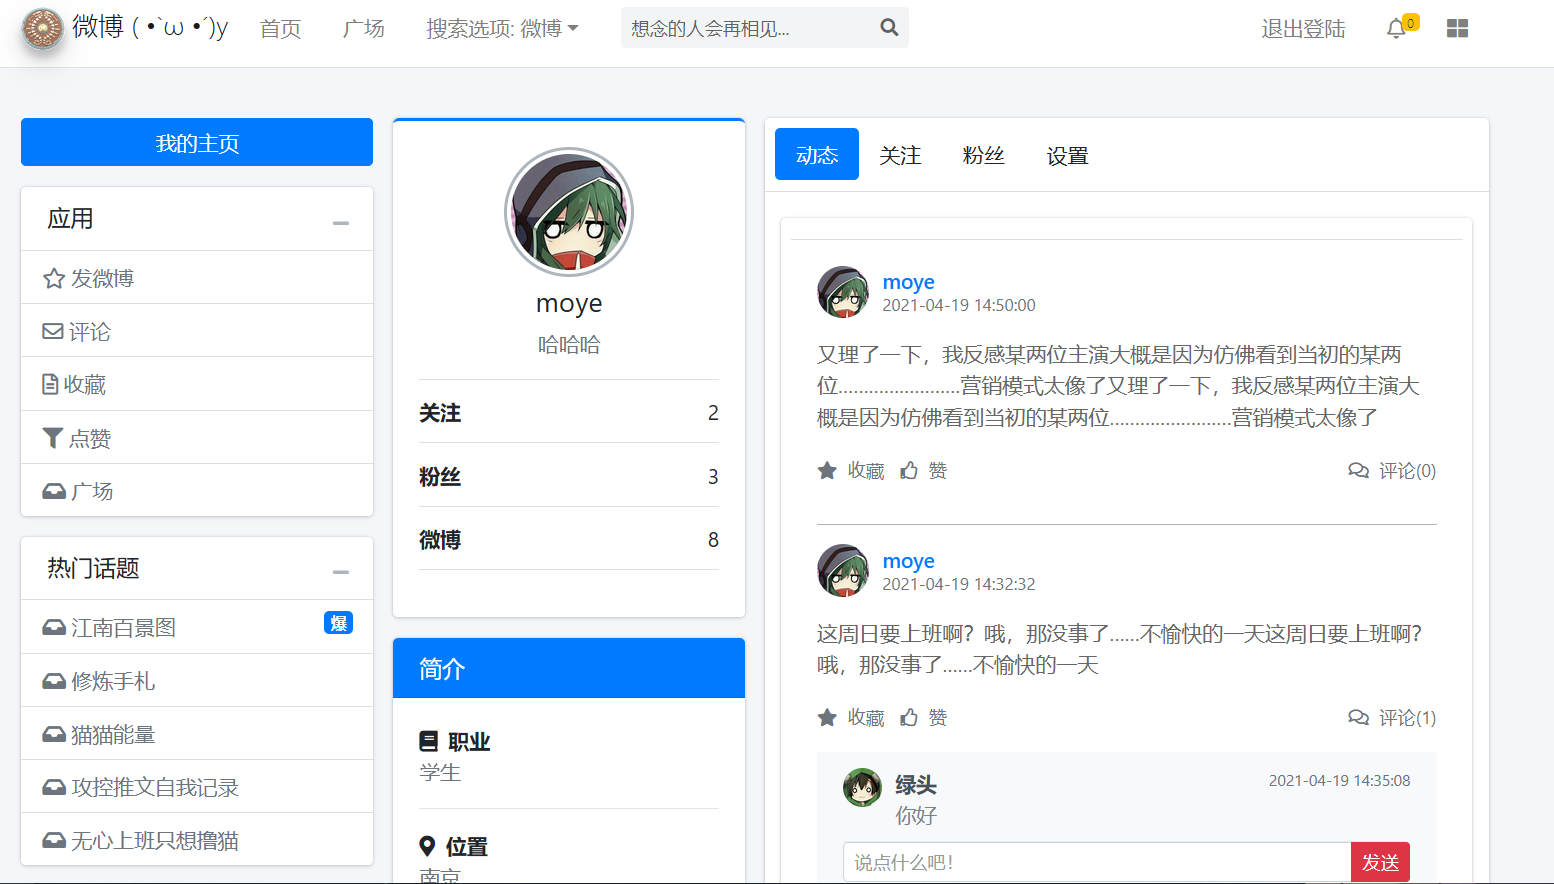 微博 ( •̀ω •́)y 首页 广场 搜索选项: 微博 想念的人会再相见... 退出登陆 0
我的主页
应用
发微博
评论
收藏
点赞
广场
热门话题
江南百景图 爆
修炼手札
猫猫能量
攻控推文自我记录
无心上班只想撸猫
moye
哈哈哈
关注 2
粉丝 3
微博 8
简介
职业
学生
位置
南京
动态 关注 粉丝 设置
moye
2021-04-19 14:50:00
又理了一下，我反感某两位主演大概是因为仿佛看到当初的某两
位........................营销模式太像了又理了一下，我反感某两位主演大
概是因为仿佛看到当初的某两位........................营销模式太像了
收藏 赞 评论(0)
moye
2021-04-19 14:32:32
这周日要上班啊？哦，那没事了......不愉快的一天这周日要上班啊？
哦，那没事了......不愉快的一天
收藏 赞 评论(1)
绿头 2021-04-19 14:35:08
你好
说点什么吧！ 发送